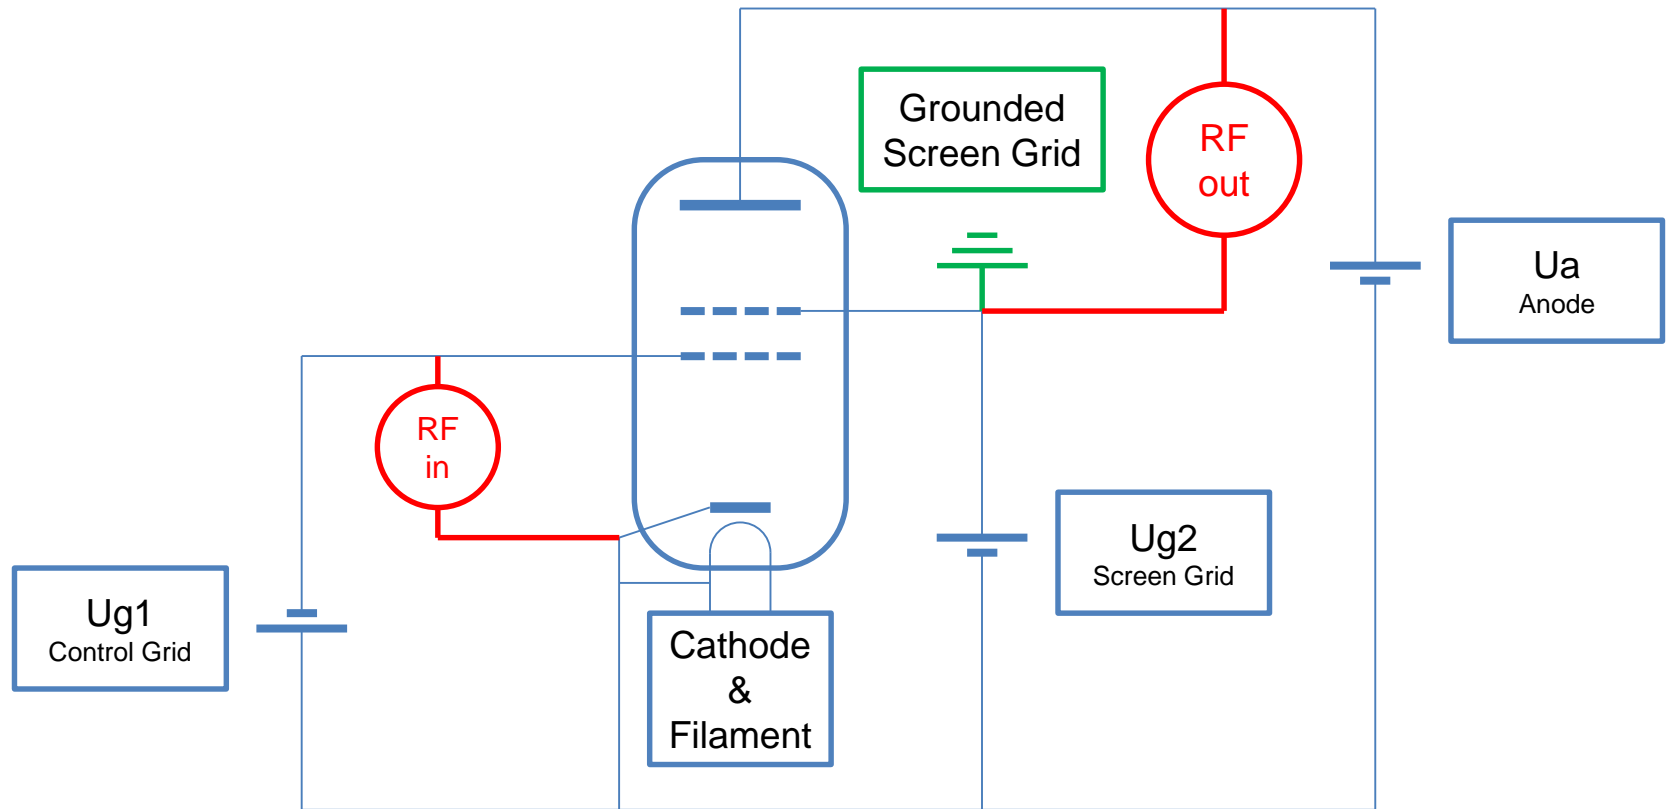 Grounded
Screen Grid
RF
out
Ua
Anode
RF
in
Ug2
Screen Grid
Ug1
Control Grid
Cathode
&
Filament